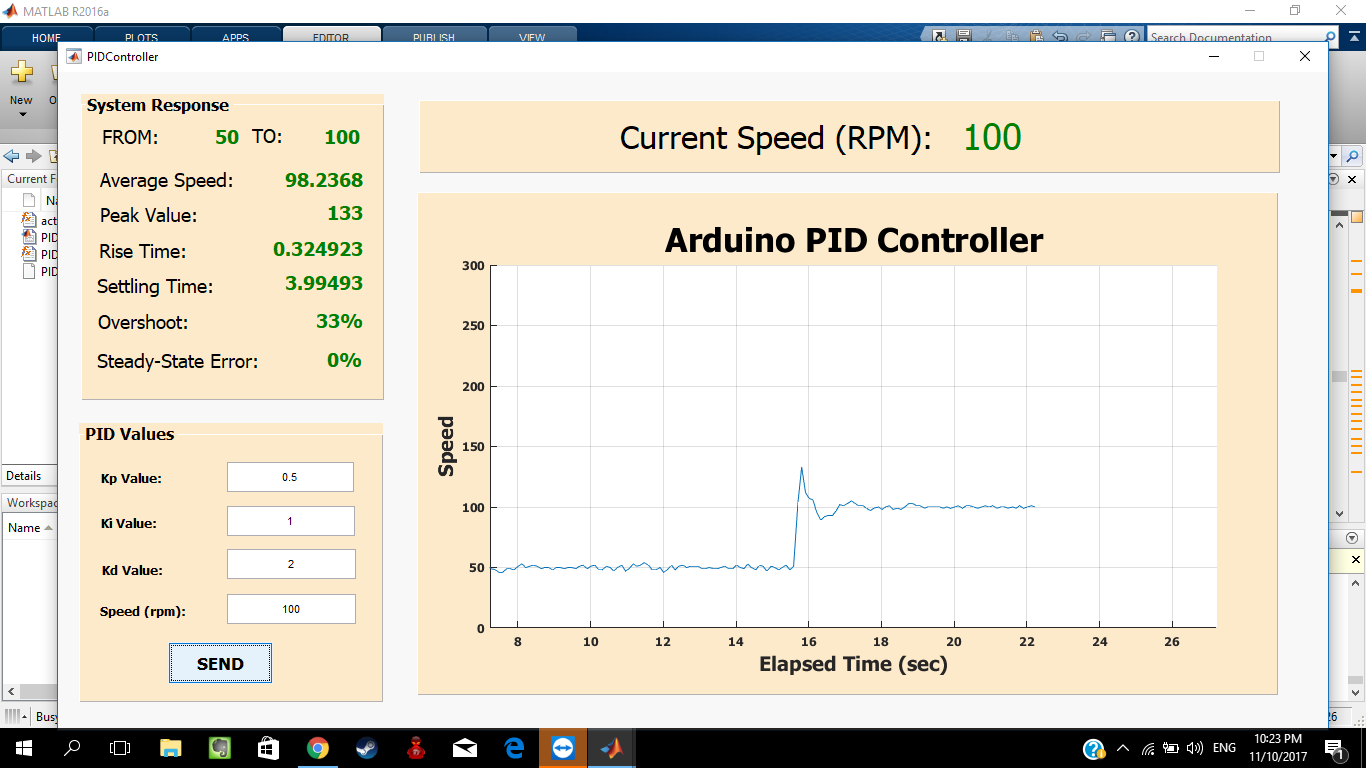 MATLAB R2016a
HOME PLOTS APPS EDITOR PUBLISH VIEW
Search Documentation
PIDController
New
System Response
FROM: 50 TO: 100
Average Speed: 98.2368
Peak Value: 133
Rise Time: 0.324923
Settling Time: 3.99493
Overshoot: 33%
Steady-State Error: 0%
Current Speed (RPM): 100
Arduino PID Controller
300
250
200
150
100
50
0
Speed
8 10 12 14 16 18 20 22 24 26
Elapsed Time (sec)
PID Values
Kp Value: 0.5
Ki Value: 1
Kd Value: 2
Speed (rpm): 100
SEND
Current F
Na
act
PID
PID
PID
Details
Workspac
Name
Busy
26
ENG
10:23 PM
11/10/2017
1